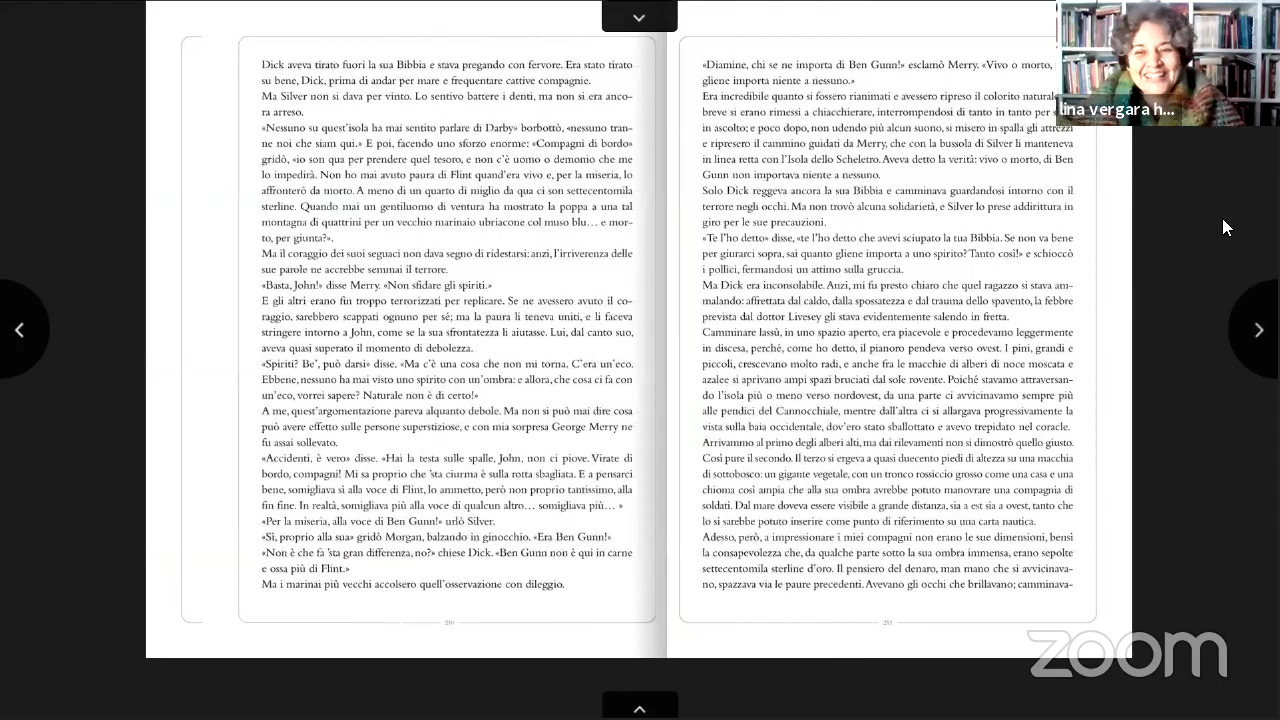 Dick aveva tirato fuori la sua Bibbia e stava pregando con fervore. Era stato tirato
su bene, Dick, prima di andar per mare e frequentare cattive compagnie.
Ma Silver non si dava per vinto. Lo sentivo battere i denti, ma non si era anco-
ra arreso.
«Nessuno su quest'isola ha mai sentito parlare di Darby» borbottò, «nessuno tran-
ne noi che siam qui.» E poi, facendo uno sforzo enorme: «Compagni di bordo»
gridò, «io son qua per prendere quel tesoro, e non c'è uomo o demonio che me
lo impedirà. Non ho mai avuto paura di Flint quand'era vivo e, per la miseria, lo
affronterò da morto. A meno di un quarto di miglio da qua ci son settecentomila
sterline. Quando mai un gentiluomo di ventura ha mostrato la poppa a una tal
montagna di quattrini per un vecchio marinaio ubriacone col muso blu… e mor-
to, per giunta?».
Ma il coraggio dei suoi seguaci non dava segno di ridestarsi: anzi, l'irriverenza delle
sue parole ne accrebbe semmai il terrore.
«Basta, John!» disse Merry. «Non sfidare gli spiriti.»
E gli altri erano fin troppo terrorizzati per replicare. Se ne avessero avuto il co-
raggio, sarebbero scappati ognuno per sé; ma la paura li teneva uniti, e li faceva
stringere intorno a John, come se la sua sfrontatezza li aiutasse. Lui, dal canto suo,
aveva quasi superato il momento di debolezza.
«Spiriti? Be', può darsi» disse. «Ma c'è una cosa che non mi torna. C'era un'eco.
Ebbene, nessuno ha mai visto uno spirito con un'ombra: e allora, che cosa ci fa con
un'eco, vorrei sapere? Naturale non è di certo!»
A me, quest'argomentazione pareva alquanto debole. Ma non si può mai dire cosa
può avere effetto sulle persone superstiziose, e con mia sorpresa George Merry ne
fu assai sollevato.
«Accidenti, è vero» disse. «Hai la testa sulle spalle, John, non ci piove. Virate di
bordo, compagni! Mi sa proprio che 'sta ciurma è sulla rotta sbagliata. E a pensarci
bene, somigliava sì alla voce di Flint, lo ammetto, però non proprio tantissimo, alla
fin fine. In realtà, somigliava più alla voce di qualcun altro… somigliava più… »
«Per la miseria, alla voce di Ben Gunn!» urlò Silver.
«Sì, proprio alla sua» gridò Morgan, balzando in ginocchio. «Era Ben Gunn!»
«Non è che fa 'sta gran differenza, no?» chiese Dick. «Ben Gunn non è qui in carne
e ossa più di Flint.»
Ma i marinai più vecchi accolsero quell'osservazione con dileggio.
«Diamine, chi se ne importa di Ben Gunn!» esclamò Merry. «Vivo o morto,
gliene importa niente a nessuno.»
Era incredibile quanto si fossero rianimati e avessero ripreso il colorito
breve si erano rimessi a chiacchierare, interrompendosi di tanto in tanto per
in ascolto; e poco dopo, non udendo più alcun suono, si misero in spalla gli attrezzi
e ripresero il cammino guidati da Merry, che con la bussola di Silver li manteneva
in linea retta con l'Isola dello Scheletro. Aveva detto la verità: vivo o morto, di Ben
Gunn non importava niente a nessuno.
Solo Dick reggeva ancora la sua Bibbia e camminava guardandosi intorno con il
terrore negli occhi. Ma non trovò alcuna solidarietà, e Silver lo prese addirittura in
giro per le sue precauzioni.
«Te l'ho detto» disse, «te l'ho detto che avevi sciupato la tua Bibbia. Se non va bene
per giurarci sopra, sai quanto gliene importa a uno spirito? Tanto così!» e schioccò
i pollici, fermandosi un attimo sulla gruccia.
Ma Dick era inconsolabile. Anzi, mi fu presto chiaro che quel ragazzo si stava am-
malando: affrettata dal caldo, dalla spossatezza e dal trauma dello spavento, la febbre
prevista dal dottor Livesey gli stava evidentemente salendo in fretta.
Camminare lassù, in uno spazio aperto, era piacevole e procedevamo leggermente
in discesa, perché, come ho detto, il pianoro pendeva verso ovest. I pini, grandi e
piccoli, crescevano molto radi, e anche fra le macchie di alberi di noce moscata e
azalee si aprivano ampi spazi bruciati dal sole rovente. Poiché stavamo attraversan-
do l'isola più o meno verso nordovest, da una parte ci avvicinavamo sempre più
alle pendici del Cannocchiale, mentre dall'altra ci si allargava progressivamente la
vista sulla baia occidentale, dov'ero stato sballottato e avevo trepidato nel coracle.
Arrivammo al primo degli alberi alti, ma dai rilevamenti non si dimostrò quello giusto.
Così pure il secondo. Il terzo si ergeva a quasi duecento piedi di altezza su una macchia
di sottobosco: un gigante vegetale, con un tronco rossiccio grosso come una casa e una
chioma così ampia che alla sua ombra avrebbe potuto manovrare una compagnia di
soldati. Dal mare doveva essere visibile a grande distanza, sia a est sia a ovest, tanto che
lo si sarebbe potuto inserire come punto di riferimento su una carta nautica.
Adesso, però, a impressionare i miei compagni non erano le sue dimensioni, bensì
la consapevolezza che, da qualche parte sotto la sua ombra immensa, erano sepolte
settecentomila sterline d'oro. Il pensiero del denaro, man mano che si avvicinava-
no, spazzava via le paure precedenti. Avevano gli occhi che brillavano; camminava-
lina vergara h...
zoom